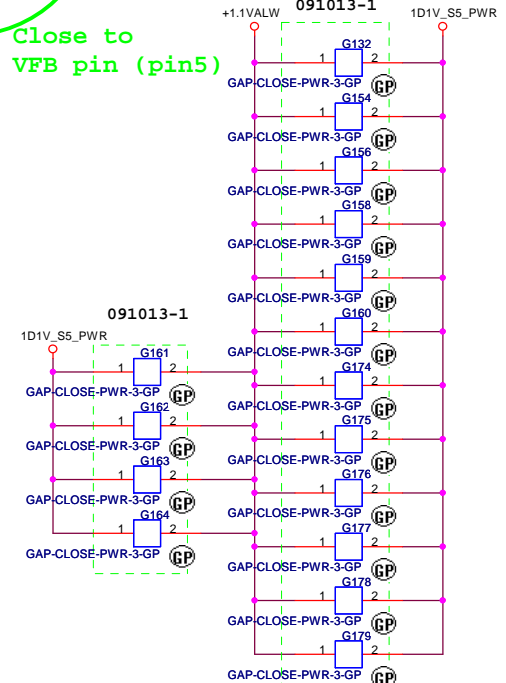 091013-1
+1.1VALW
1D1V_S5_PWR
Close to
VFB pin (pin5)
G132
1 2
GAP-CLOSE-PWR-3-GP
GP
G154
1 2
GAP-CLOSE-PWR-3-GP
GP
G156
1 2
GAP-CLOSE-PWR-3-GP
GP
G158
1 2
GAP-CLOSE-PWR-3-GP
GP
G159
1 2
GAP-CLOSE-PWR-3-GP
GP
G160
1 2
GAP-CLOSE-PWR-3-GP
GP
G174
1 2
GAP-CLOSE-PWR-3-GP
GP
G175
1 2
GAP-CLOSE-PWR-3-GP
GP
G176
1 2
GAP-CLOSE-PWR-3-GP
GP
G177
1 2
GAP-CLOSE-PWR-3-GP
GP
G178
1 2
GAP-CLOSE-PWR-3-GP
GP
G179
1 2
GAP-CLOSE-PWR-3-GP
GP
091013-1
1D1V_S5_PWR
G161
1 2
GAP-CLOSE-PWR-3-GP
GP
G162
1 2
GAP-CLOSE-PWR-3-GP
GP
G163
1 2
GAP-CLOSE-PWR-3-GP
GP
G164
1 2
GAP-CLOSE-PWR-3-GP
GP